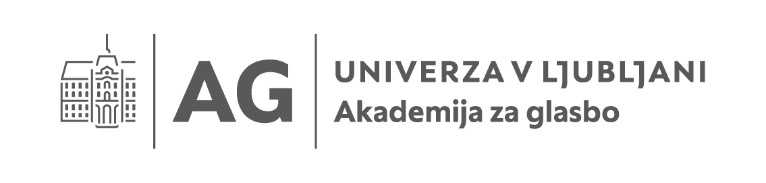 AG
UNIVERZA V LJUBLJANI
Akademija za glasbo